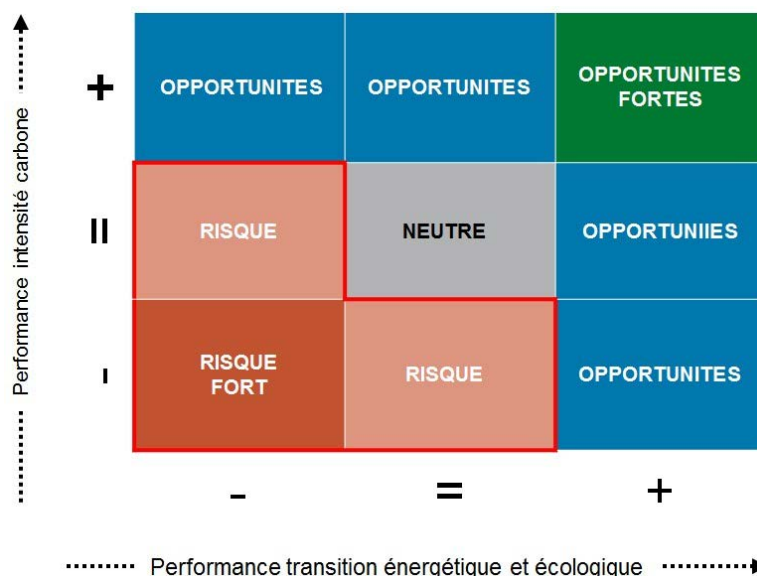 Performance intensité carbone
+
OPPORTUNITES
OPPORTUNITES
OPPORTUNITES
FORTES
=
RISQUE
NEUTRE
OPPORTUNIIES
-
RISQUE
FORT
RISQUE
OPPORTUNITES
-
=
+
Performance transition énergétique et écologique